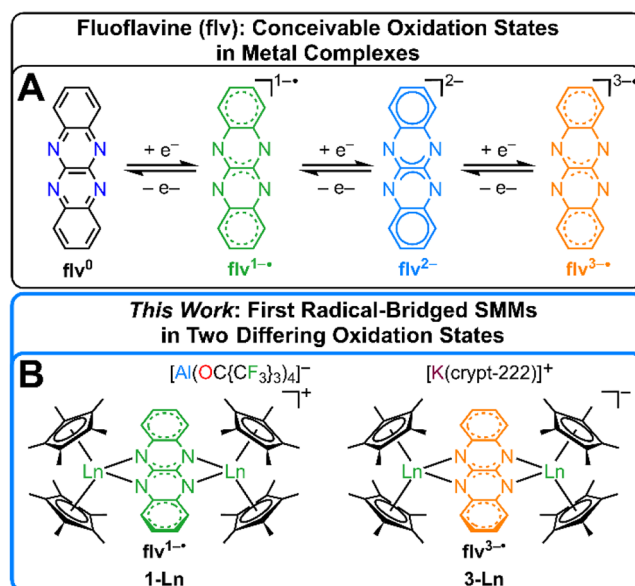 Fluoflavine (flv): Conceivable Oxidation States
in Metal Complexes
A
1–• 2– 3–•
N N N N N N N N
+ e⁻ + e⁻ + e⁻
– e– – e– – e–
N N N N N N N N
flv⁰ flv¹⁻• flv²⁻ flv³⁻•
This Work: First Radical-Bridged SMMs
in Two Differing Oxidation States
B
[Al(OC{CF₃}₃)₄]⁻ [K(crypt-222)]⁺
+ –
N N N N
Ln Ln Ln Ln
N N N N
flv¹⁻• flv³⁻•
1-Ln 3-Ln